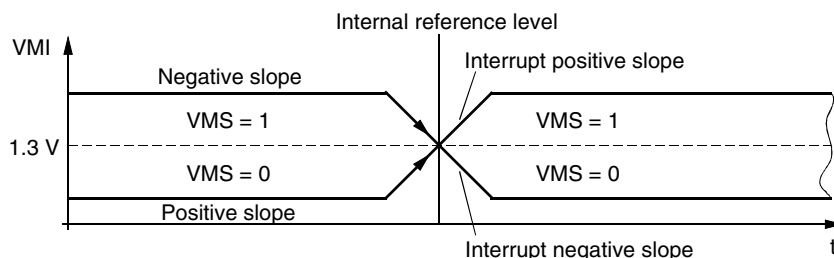 Internal reference level
VMI
Negative slope
Interrupt positive slope
VMS = 1
VMS = 1
1.3 V
VMS = 0
VMS = 0
Positive slope
Interrupt negative slope
t